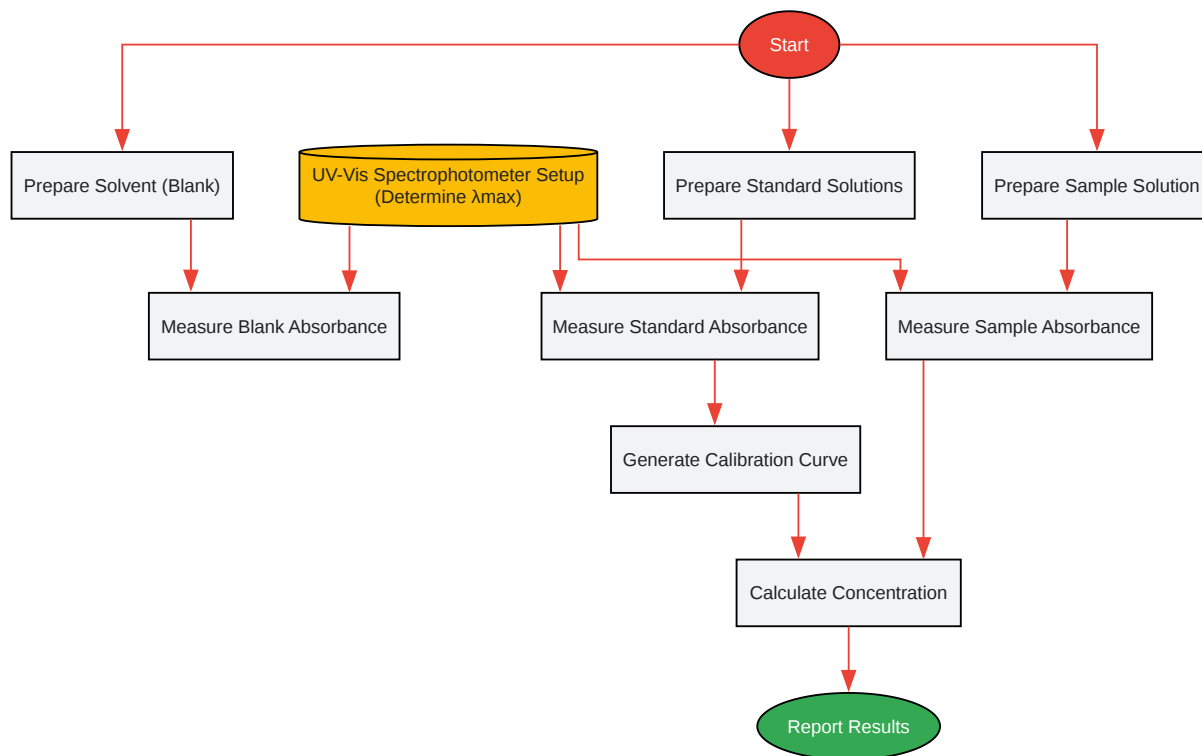 Start
Prepare Solvent (Blank)
UV-Vis Spectrophotometer Setup
(Determine λmax)
Prepare Standard Solutions
Prepare Sample Solution
Measure Blank Absorbance
Measure Standard Absorbance
Measure Sample Absorbance
Generate Calibration Curve
Calculate Concentration
Report Results